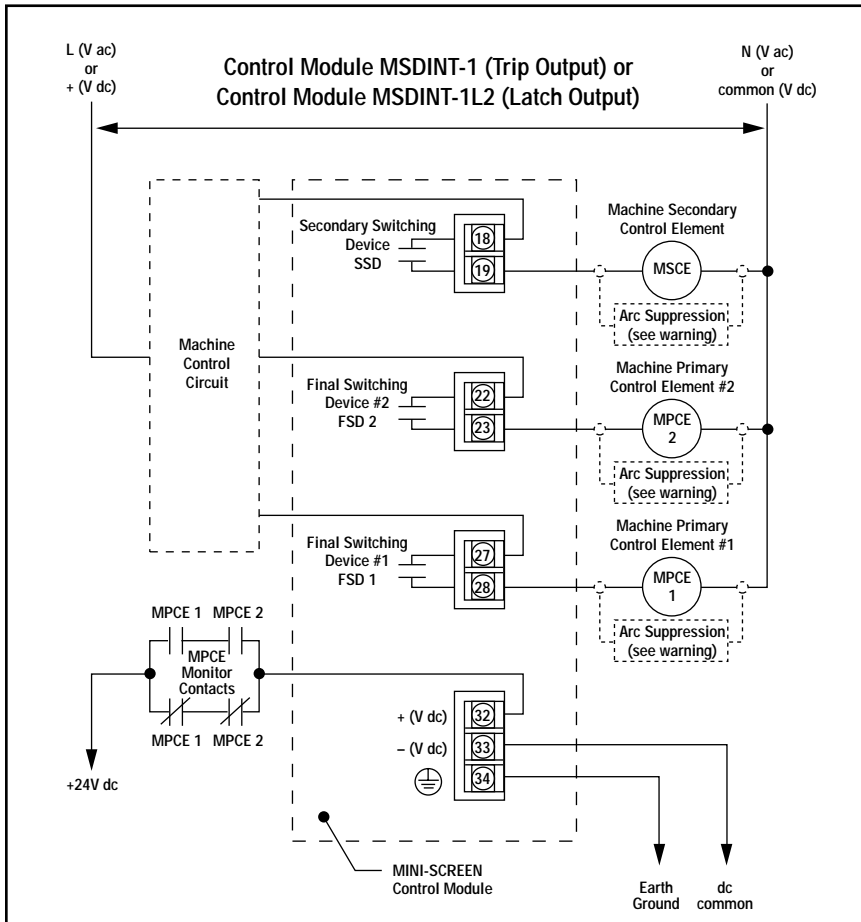 L (V ac)
or
+ (V dc)
Control Module MSDINT-1 (Trip Output) or
Control Module MSDINT-1L2 (Latch Output)
N (V ac)
or
common (V dc)
Secondary Switching
Device
SSD
18
19
Machine Secondary
Control Element
MSCE
Arc Suppression
(see warning)
Machine
Control
Circuit
Final Switching
Device #2
FSD 2
22
23
Machine Primary
Control Element #2
MPCE
2
Arc Suppression
(see warning)
Final Switching
Device #1
FSD 1
27
28
Machine Primary
Control Element #1
MPCE
1
Arc Suppression
(see warning)
MPCE 1 MPCE 2
MPCE
Monitor
Contacts
MPCE 1 MPCE 2
+24V dc
+ (V dc)
– (V dc)
32
33
34
MINI-SCREEN
Control Module
Earth
Ground
dc
common